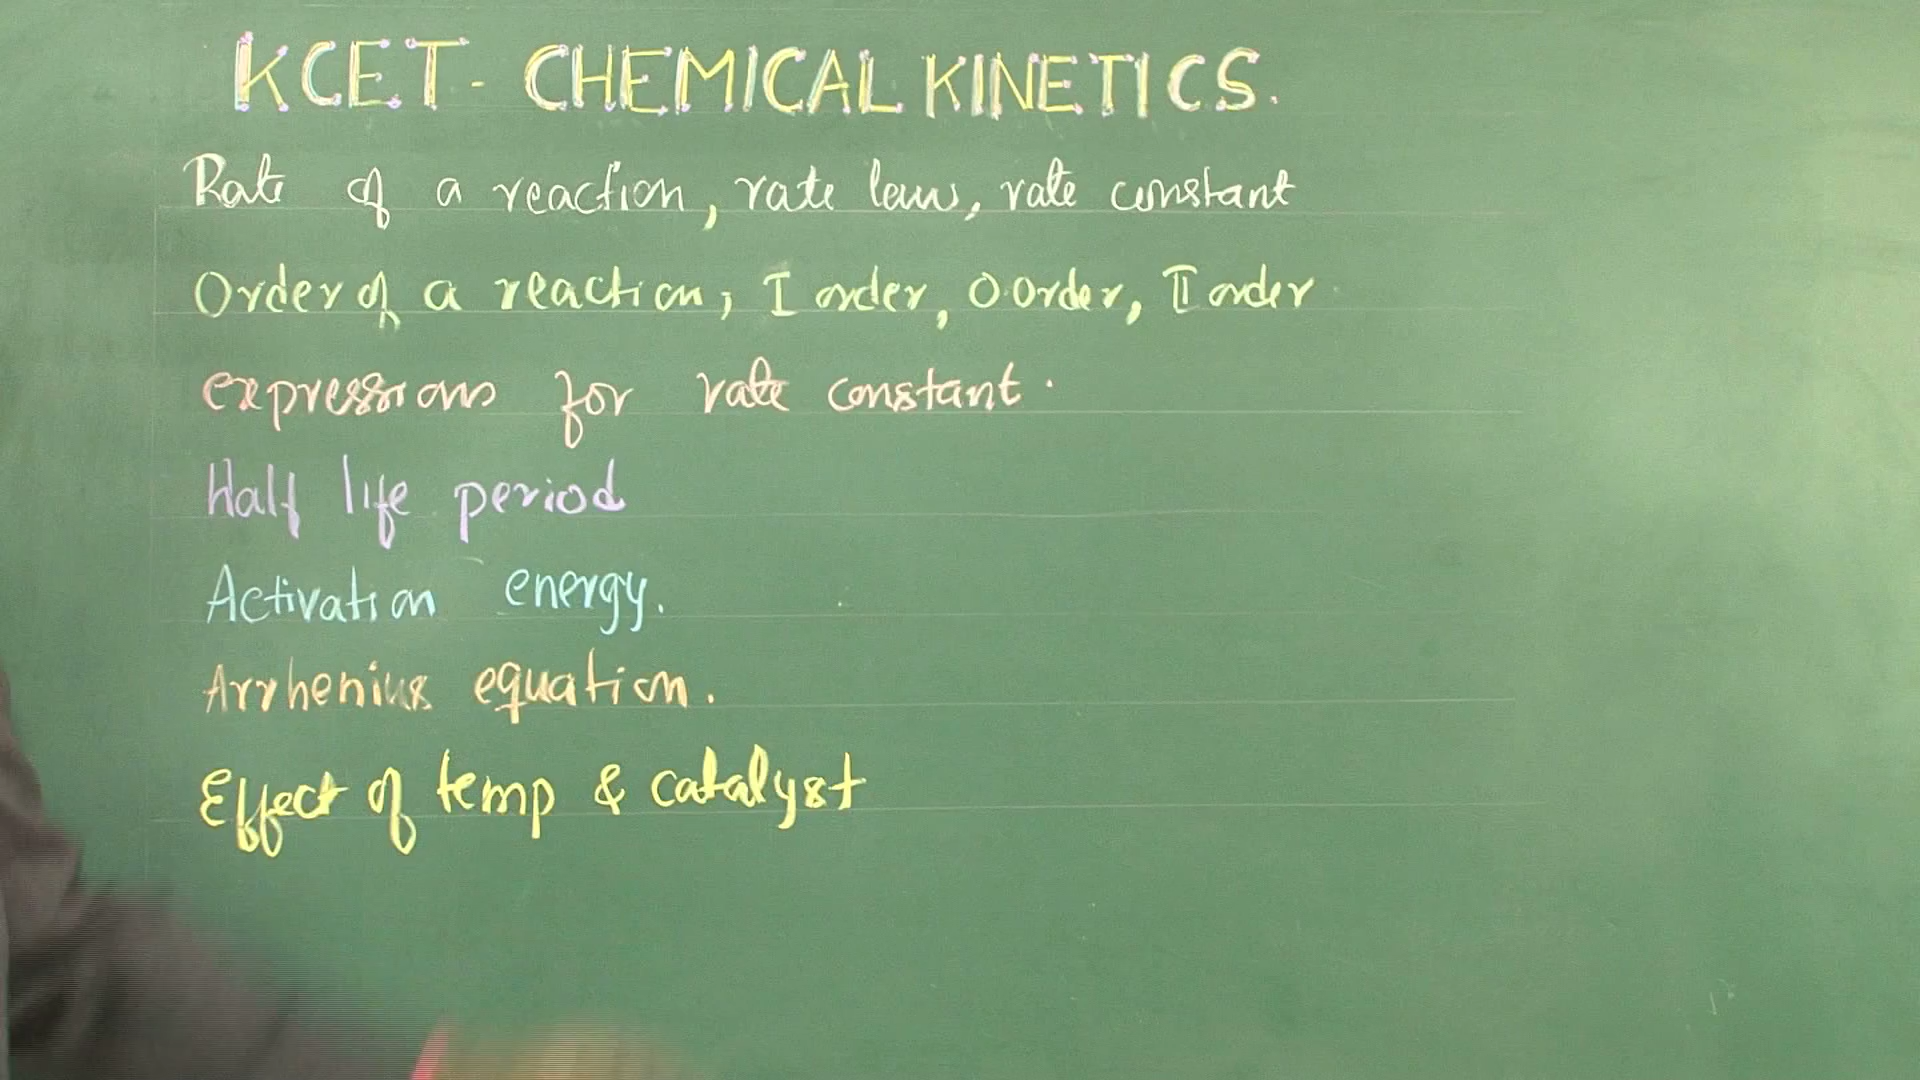 KCET - CHEMICAL KINETICS.
Rate of a reaction, rate law, rate constant
Order of a reaction, I order, 0 order, II order
expressions for rate constant.
Half life period
Activation energy.
Arrhenius equation.
Effect of temp & catalyst